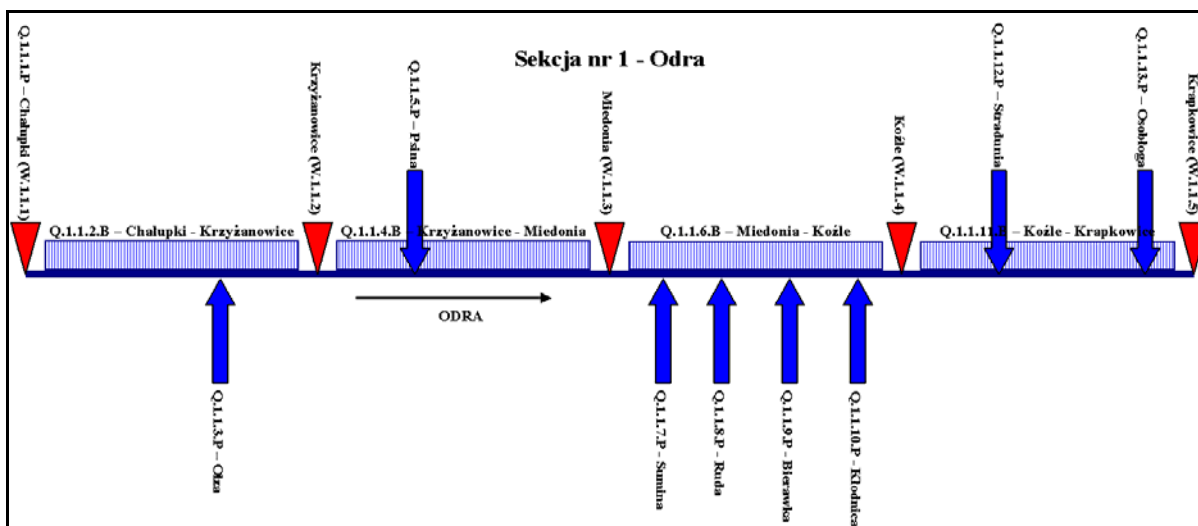 Sekcja nr 1 - Odra
Q.1.1.1.P – Chałupki (W.1.1.1)
Krzyżanowice (W.1.1.2)
Q.1.1.5.P – Psina
Miedonia (W.1.1.3)
Koźle (W.1.1.4)
Q.1.1.12.P – Stradunia
Q.1.1.13.P – Osobłoga
Krapkowice (W.1.1.5)
Q.1.1.2.B – Chałupki - Krzyżanowice
Q.1.1.4.B – Krzyżanowice - Miedonia
Q.1.1.6.B – Miedonia - Koźle
Q.1.1.11.B – Koźle - Krapkowice
ODRA
Q.1.1.3.P – Olza
Q.1.1.7.P - Sumina
Q.1.1.8.P - Ruda
Q.1.1.9.P - Bierawka
Q.1.1.10.P - Kłodnica